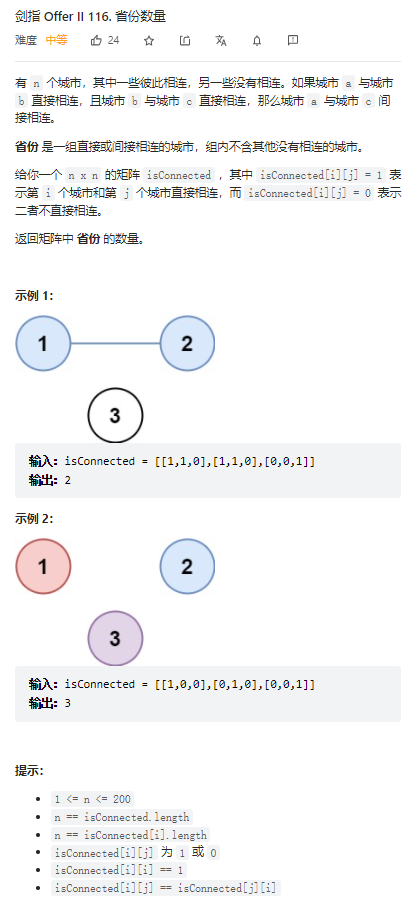 剑指 Offer II 116. 省份数量
难度 中等 24
有 n 个城市，其中一些彼此相连，另一些没有相连。如果城市 a 与城市
b 直接相连，且城市 b 与城市 c 直接相连，那么城市 a 与城市 c 间
接相连。
省份 是一组直接或间接相连的城市，组内不含其他没有相连的城市。
给你一个 n x n 的矩阵 isConnected ，其中 isConnected[i][j] = 1 表
示第 i 个城市和第 j 个城市直接相连，而 isConnected[i][j] = 0 表示
二者不直接相连。
返回矩阵中 省份 的数量。
示例 1：
1 2
3
输入：isConnected = [[1,1,0],[1,1,0],[0,0,1]]
输出：2
示例 2：
1 2
3
输入：isConnected = [[1,0,0],[0,1,0],[0,0,1]]
输出：3
提示：
1 <= n <= 200
n == isConnected.length
n == isConnected[i].length
isConnected[i][j] 为 1 或 0
isConnected[i][i] == 1
isConnected[i][j] == isConnected[j][i]